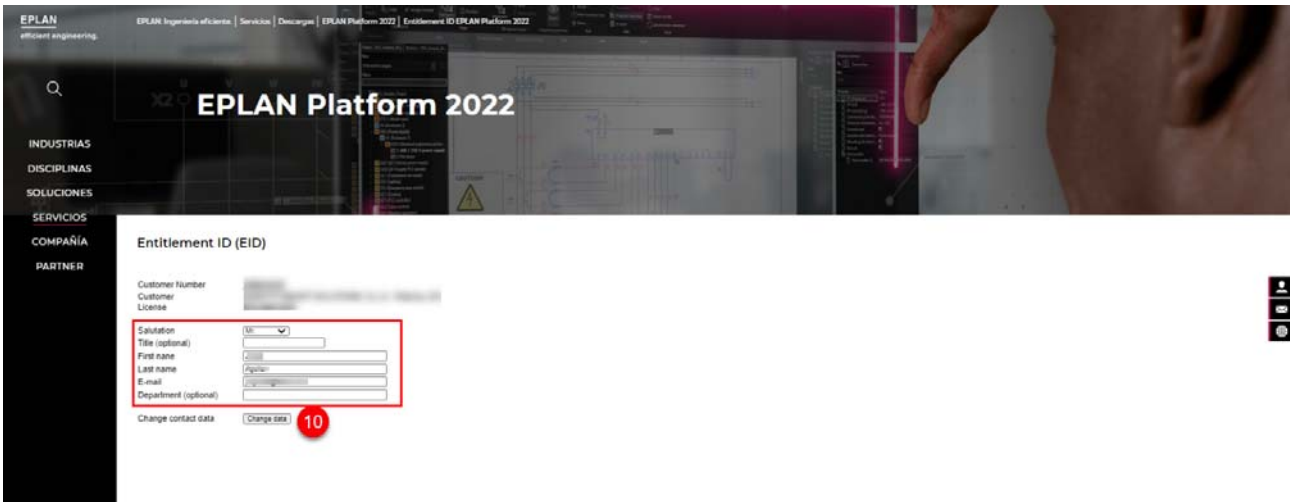 EPLAN
efficient engineering.
EPLAN: Ingeniería eficiente. | Servicios | Descargas | EPLAN Platform 2022 | Entitlement ID EPLAN Platform 2022
EPLAN Platform 2022
INDUSTRIAS
DISCIPLINAS
SOLUCIONES
SERVICIOS
COMPAÑÍA
PARTNER
Entitlement ID (EID)
Customer Number
Customer
License
Salutation Mr.
Title (optional)
First name
Last name
E-mail
Department (optional)
Change contact data Change data 10